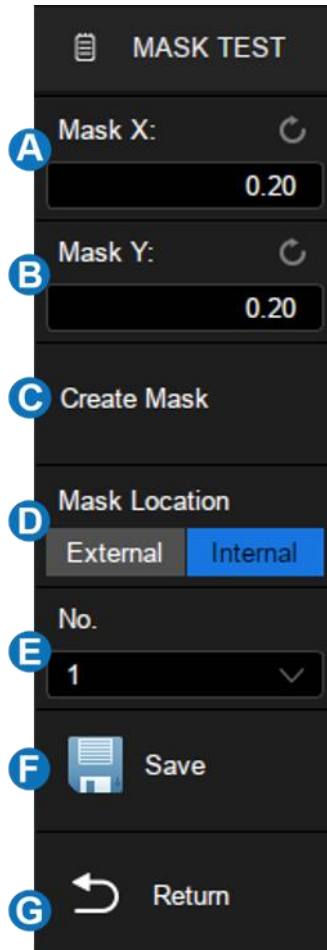 MASK TEST
A
Mask X:
0.20
B
Mask Y:
0.20
C
Create Mask
D
Mask Location
External
Internal
E
No.
1
F
Save
G
Return